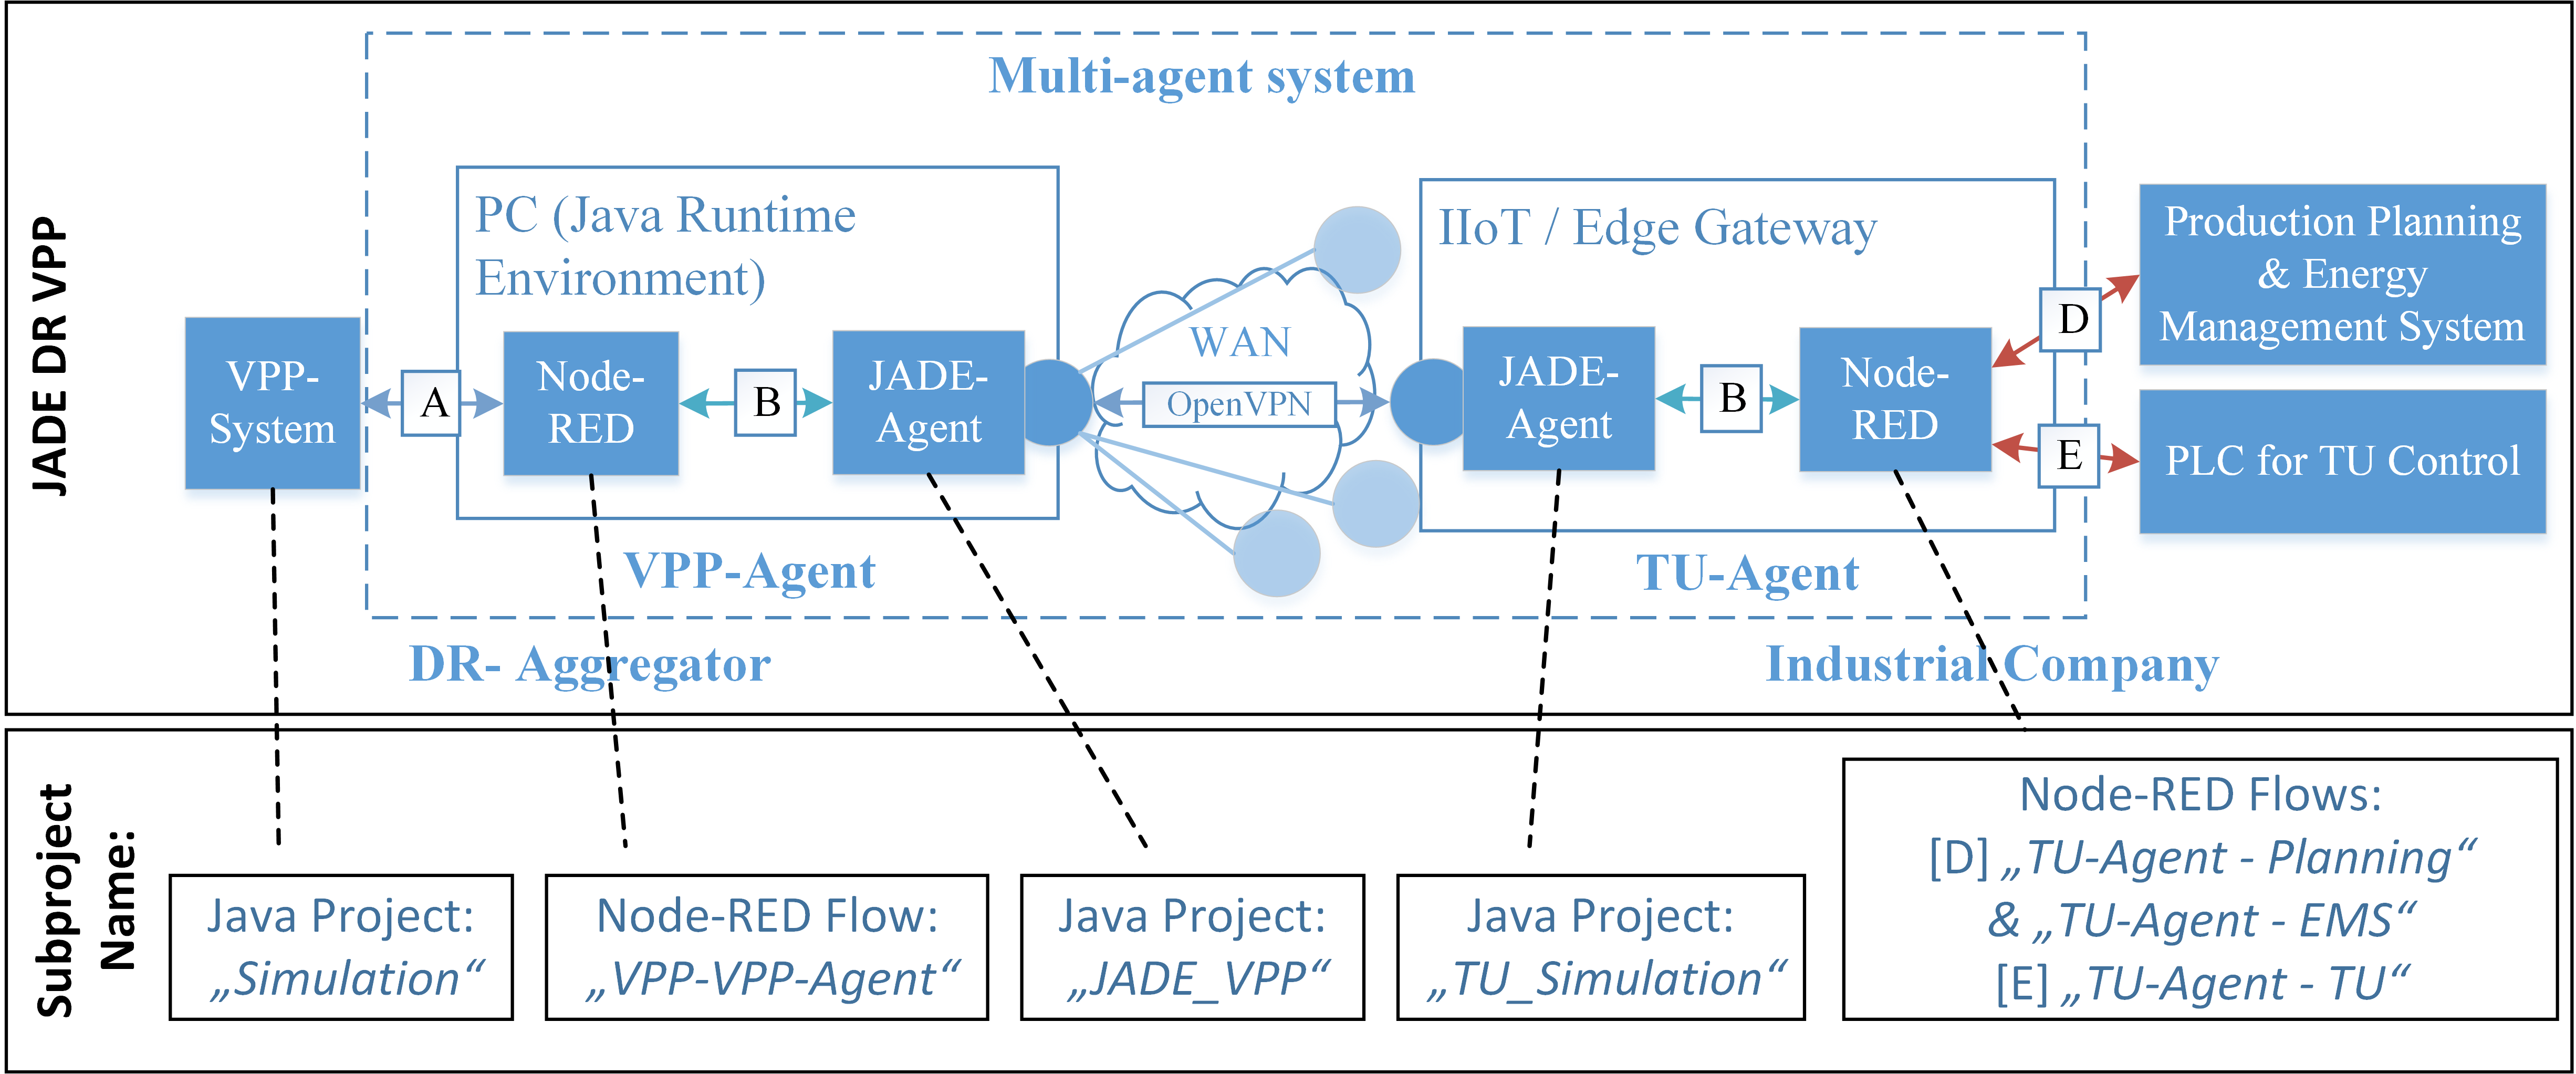 JADE DR VPP
Multi-agent system
PC (Java Runtime
Environment)
IIoT / Edge Gateway
VPP-
System
A
Node-
RED
B
JADE-
Agent
WAN
OpenVPN
JADE-
Agent
B
Node-
RED
D
E
Production Planning
& Energy
Management System
PLC for TU Control
VPP-Agent
TU-Agent
DR- Aggregator
Industrial Company
Subproject
Name:
Java Project:
„Simulation“
Node-RED Flow:
„VPP-VPP-Agent“
Java Project:
„JADE_VPP“
Java Project:
„TU_Simulation“
Node-RED Flows:
[D] „TU-Agent - Planning“
& „TU-Agent - EMS“
[E] „TU-Agent - TU“